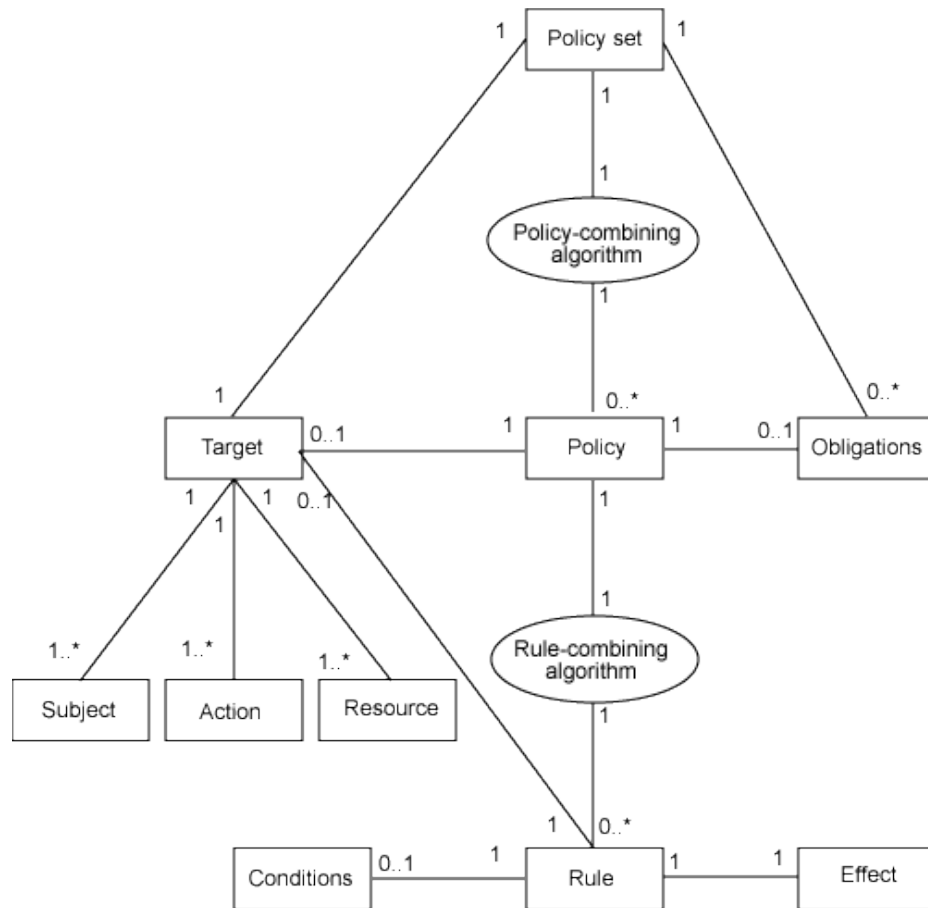 1
Policy set
1
1
1
Policy-combining
algorithm
1
1
0..*
0..*
Target
0..1
1
Policy
1
0..1
Obligations
1
1
1
0..1
1
1
Rule-combining
algorithm
1..*
1..*
1..*
1
Subject
Action
Resource
1
0..*
Conditions
0..1
1
Rule
1
1
Effect